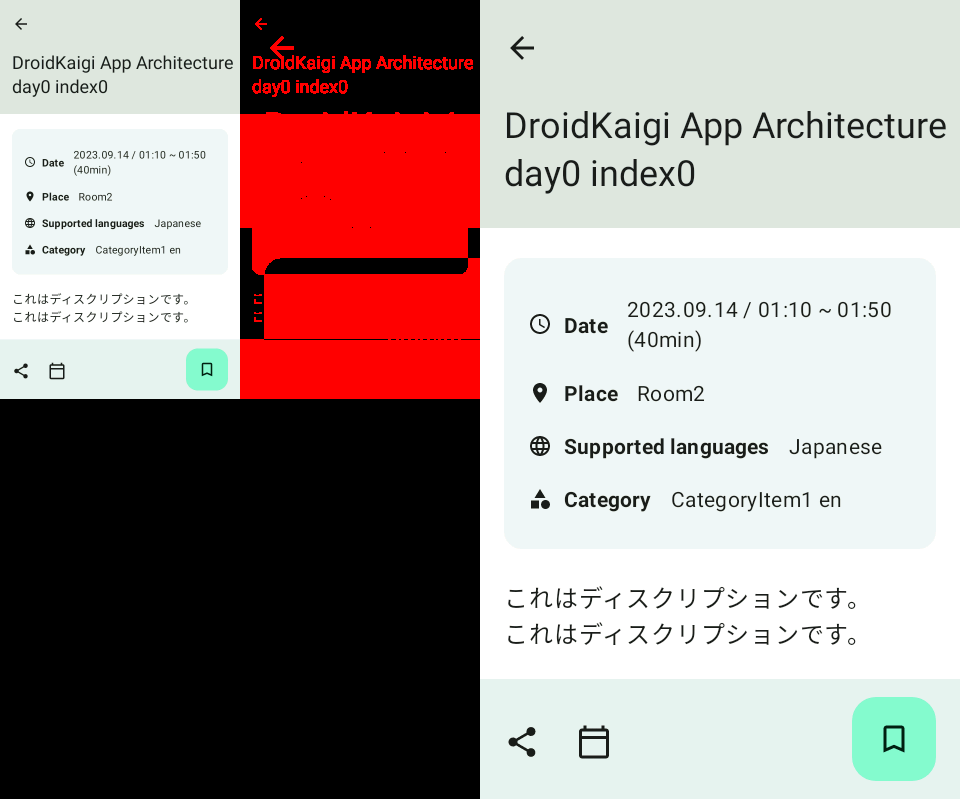 DroidKaigi App Architecture
day0 index0
Date 2023.09.14 / 01:10 ~ 01:50
(40min)
Place Room2
Supported languages Japanese
Category CategoryItem1 en
これはディスクリプションです。
これはディスクリプションです。
DroidKaigi App Architecture
day0 index0
DroidKaigi App Architecture
day0 index0
Date 2023.09.14 / 01:10 ~ 01:50
(40min)
Place Room2
Supported languages Japanese
Category CategoryItem1 en
これはディスクリプションです。
これはディスクリプションです。